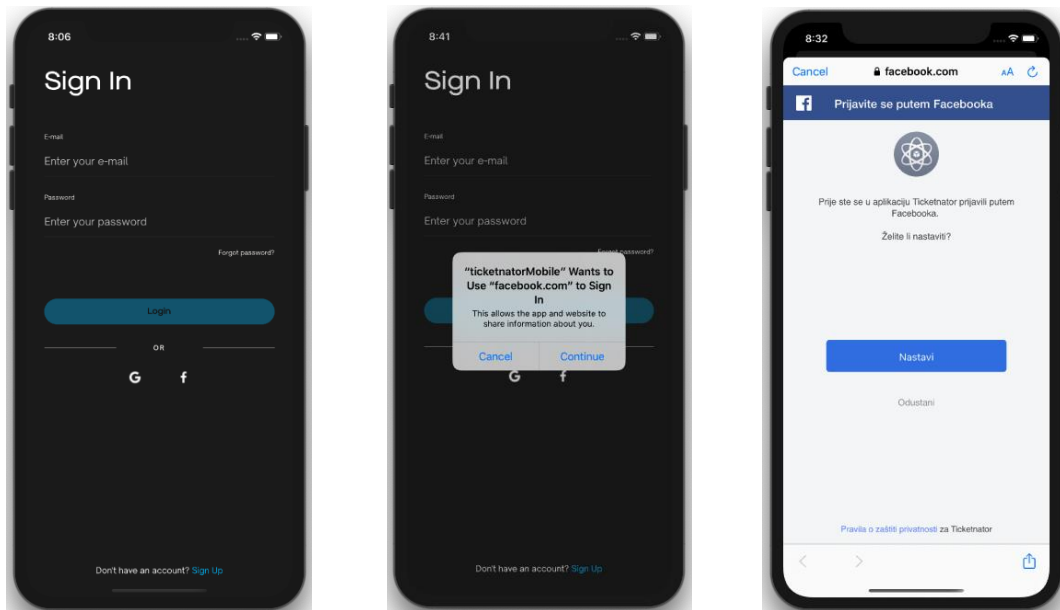 8:06
Sign In
E-mail
Enter your e-mail
Password
Enter your password
Forgot password?
Login
OR
G f
Don't have an account? Sign Up
8:41
Sign In
E-mail
Enter your e-mail
Password
Enter your password
Forgot password?
"ticketnatorMobile" Wants to
Use "facebook.com" to Sign
In
This allows the app and website to
share information about you.
Cancel Continue
G f
Don't have an account? Sign Up
8:32
Cancel facebook.com AA
f Prijavite se putem Facebooka
Prije ste se u aplikaciju Ticketnator prijavili putem
Facebooka.
Želite li nastaviti?
Nastavi
Odustani
Pravila o zaštiti privatnosti za Ticketnator